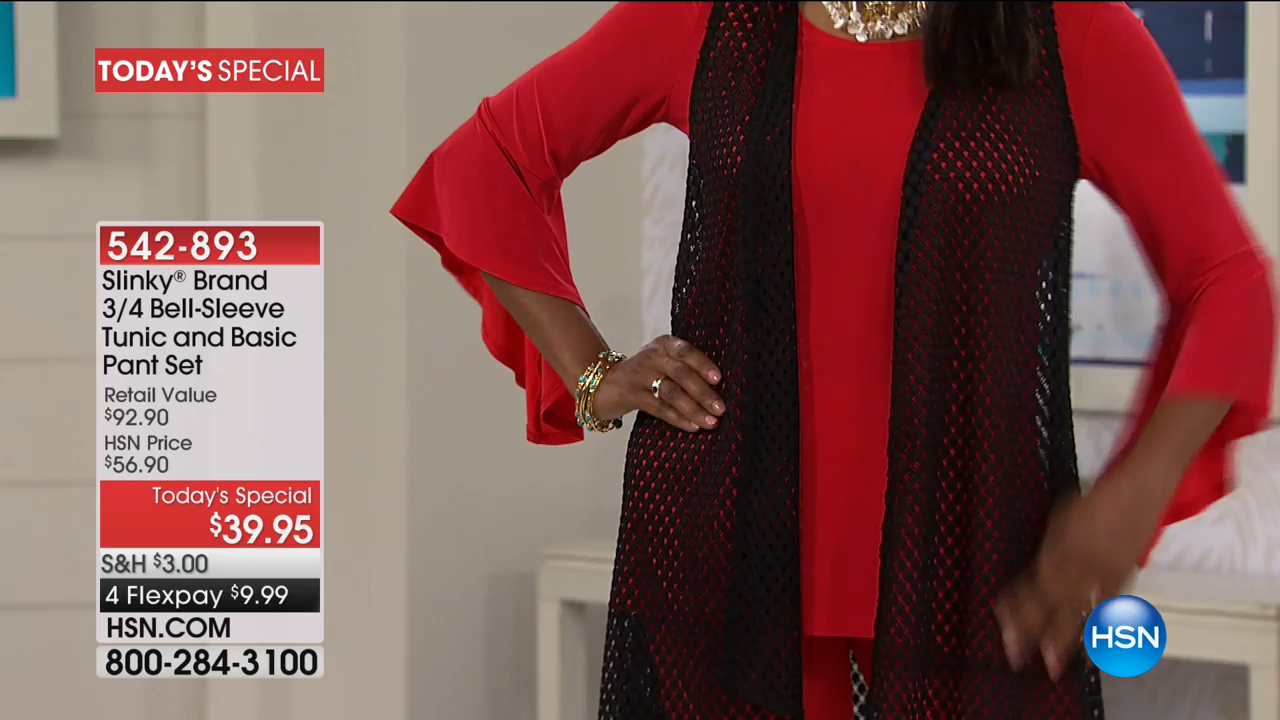 TODAY'S SPECIAL
542-893
Slinky® Brand
3/4 Bell-Sleeve
Tunic and Basic
Pant Set
Retail Value
$92.90
HSN Price
$56.90
Today's Special
$39.95
S&H $3.00
4 Flexpay $9.99
HSN.COM
800-284-3100
HSN